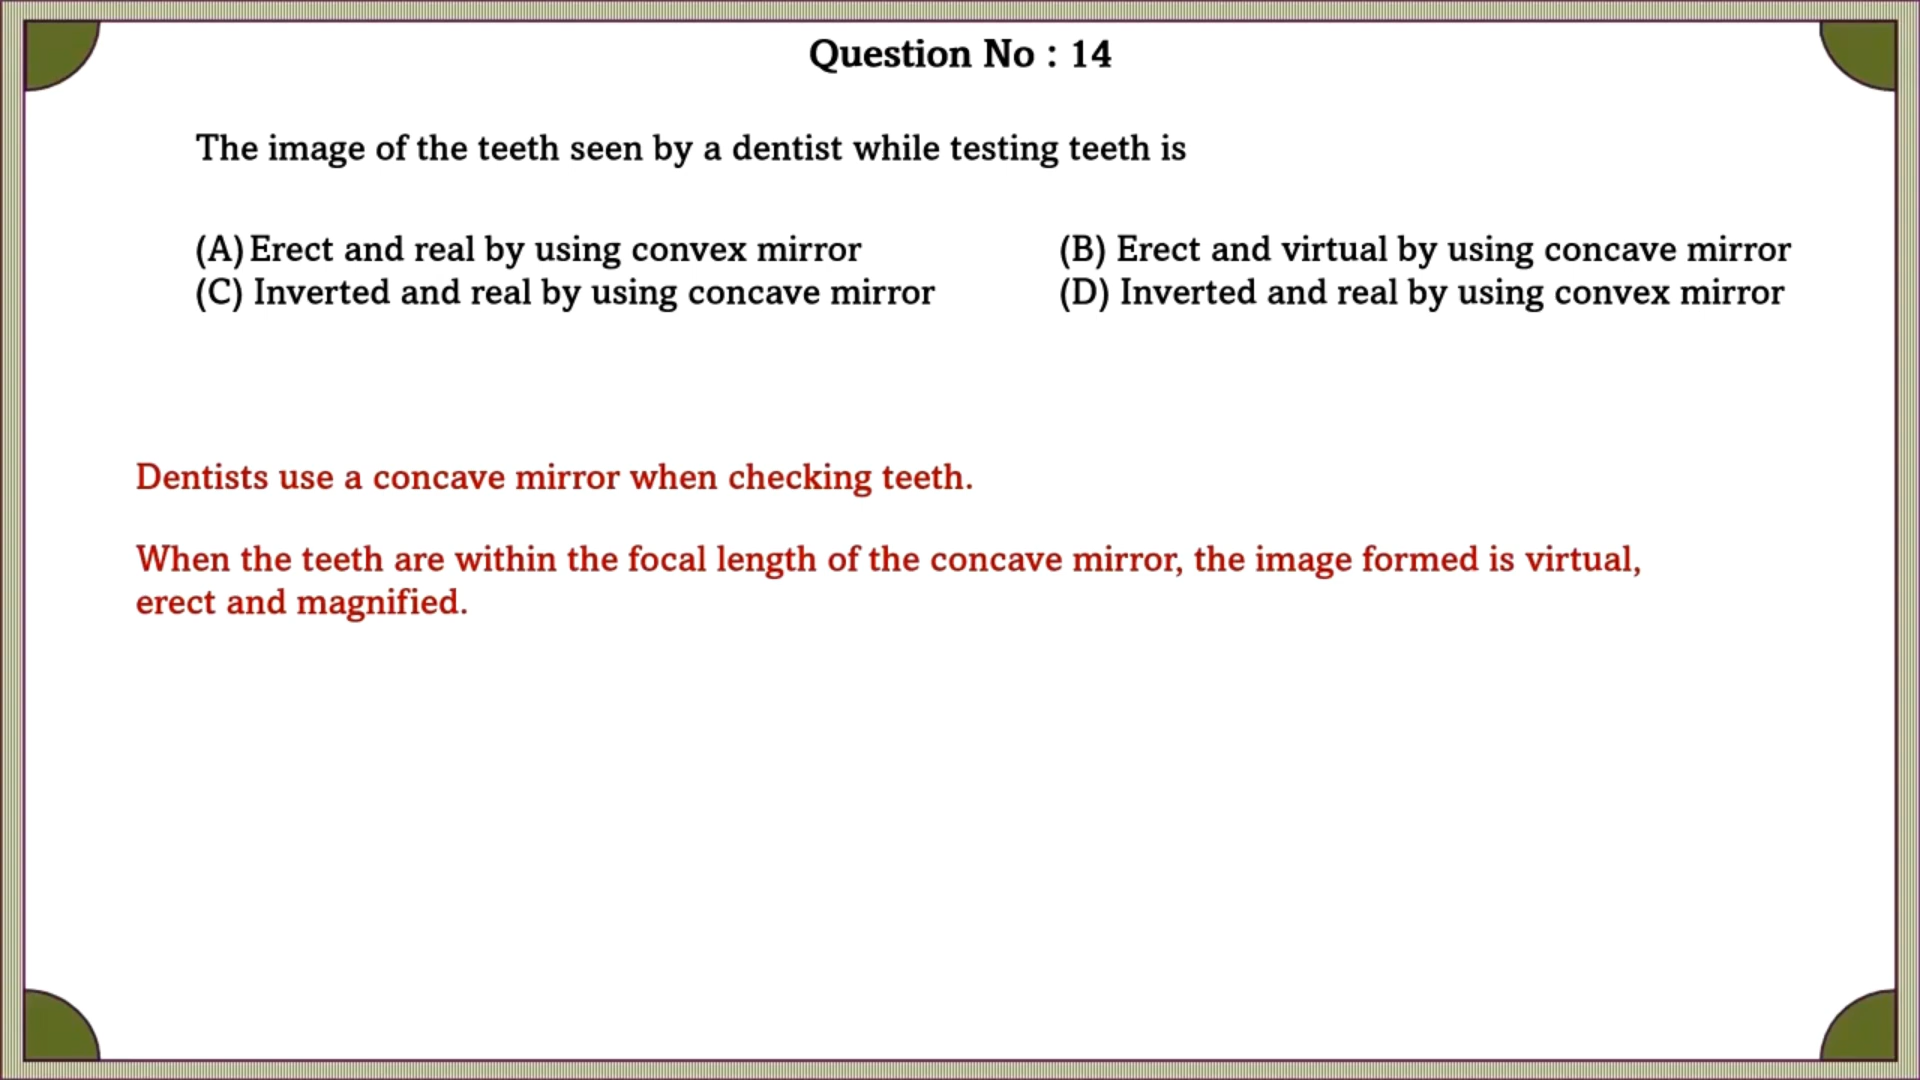 Question No : 14
The image of the teeth seen by a dentist while testing teeth is
(A) Erect and real by using convex mirror (B) Erect and virtual by using concave mirror
(C) Inverted and real by using concave mirror (D) Inverted and real by using convex mirror
Dentists use a concave mirror when checking teeth.
When the teeth are within the focal length of the concave mirror, the image formed is virtual,
erect and magnified.